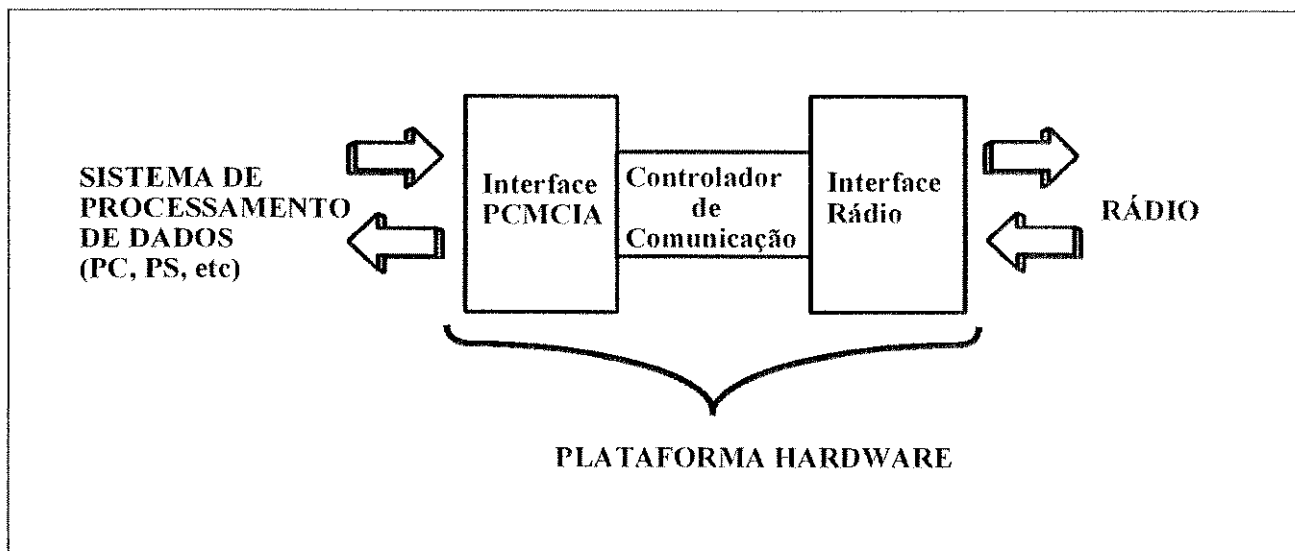 SISTEMA DE
PROCESSAMENTO
DE DADOS
(PC, PS, etc)
Interface
PCMCIA
Controlador
de
Comunicação
Interface
Rádio
RÁDIO
PLATAFORMA HARDWARE